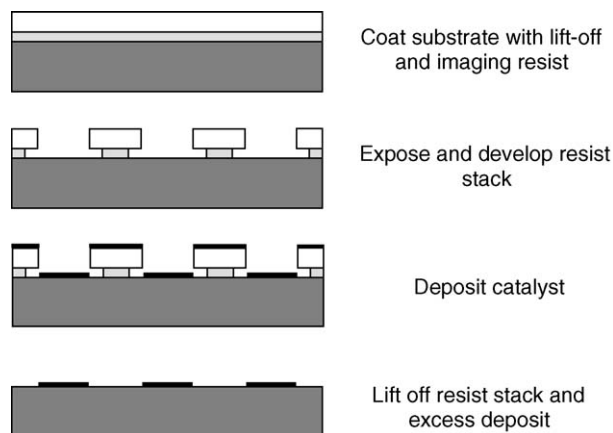 Coat substrate with lift-off
and imaging resist
Expose and develop resist
stack
Deposit catalyst
Lift off resist stack and
excess deposit